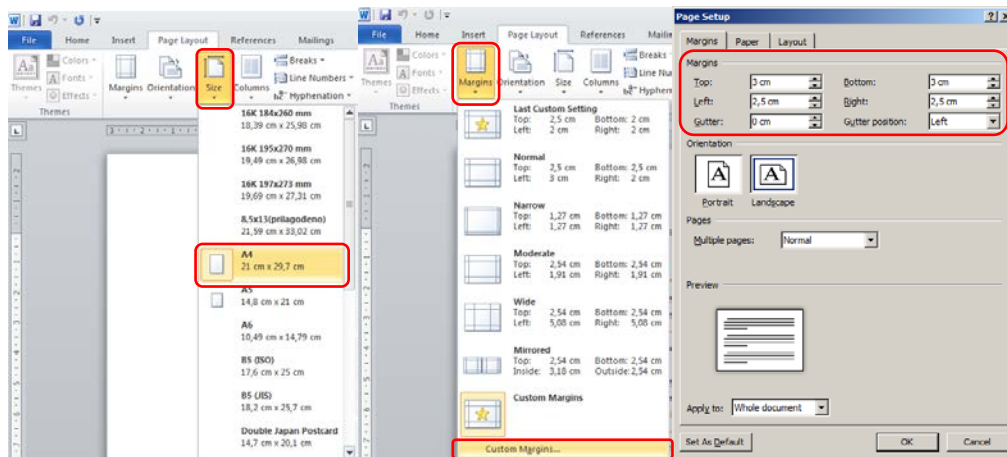 File Home Insert Page Layout References Mailings
Colors
Fonts
Effects
Themes
Margins Orientation Size Columns
Breaks
Line Numbers
Hyphenation
Themes
16K 184x260 mm
18,39 cm x 25,98 cm
16K 195x270 mm
19,49 cm x 26,98 cm
16K 197x273 mm
19,69 cm x 27,31 cm
8,5x13(prilagodeno)
21,59 cm x 33,02 cm
A4
21 cm x 29,7 cm
A5
14,8 cm x 21 cm
A6
10,49 cm x 14,79 cm
B5 (ISO)
17,6 cm x 25 cm
B5 (JIS)
18,2 cm x 25,7 cm
Double Japan Postcard
14,7 cm x 20,1 cm
File Home Insert Page Layout References Mailin
Colors
Fonts
Effects
Themes
Margins Orientation Size Columns
Breaks
Line Nu
Hyphen
Themes
Last Custom Setting
Top: 2,5 cm Bottom: 2 cm
Left: 2 cm Right: 2 cm
Normal
Top: 2,5 cm Bottom: 2,5 cm
Left: 3 cm Right: 2 cm
Narrow
Top: 1,27 cm Bottom: 1,27 cm
Left: 1,27 cm Right: 1,27 cm
Moderate
Top: 2,54 cm Bottom: 2,54 cm
Left: 1,91 cm Right: 1,91 cm
Wide
Top: 2,54 cm Bottom: 2,54 cm
Left: 5,08 cm Right: 5,08 cm
Mirrored
Top: 2,54 cm Bottom: 2,54 cm
Inside: 3,18 cm Outside: 2,54 cm
Custom Margins
Custom Margins...
Page Setup
Margins Paper Layout
Margins
Top: 3 cm Bottom: 3 cm
Left: 2,5 cm Right: 2,5 cm
Gutter: 0 cm Gutter position: Left
Orientation
Portrait Landscape
Pages
Multiple pages: Normal
Preview
Apply to: Whole document
Set As Default OK Cancel